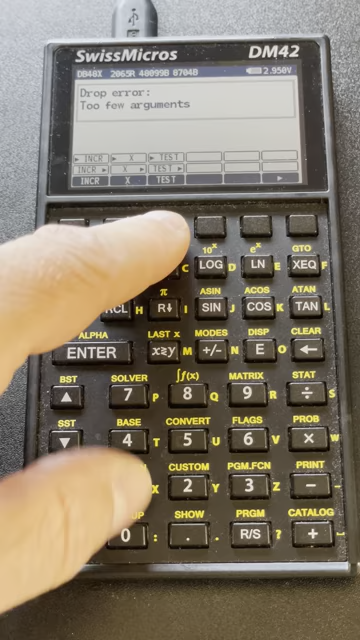 SwissMicros DM42
DB48X 2065R 48099B 8704B 2.950V
Drop error:
Too few arguments
INCR X TEST
INCR X TEST
INCR X TEST
10ˣ eˣ GTO
C LOG D LN E XEQ F
π ASIN ACOS ATAN
RCL H R↓ I SIN J COS K TAN L
ALPHA LAST x MODES DISP CLEAR
ENTER x≷y M +/- N E O ←
BST SOLVER ∫f(x) MATRIX STAT
▲ 7 P 8 Q 9 R ÷ S
SST BASE CONVERT FLAGS PROB
▼ 4 T 5 U 6 V × W
CUSTOM PGM.FCN PRINT
X 2 Y 3 Z − -
SHOW PRGM CATALOG
0 : . . R/S ? +